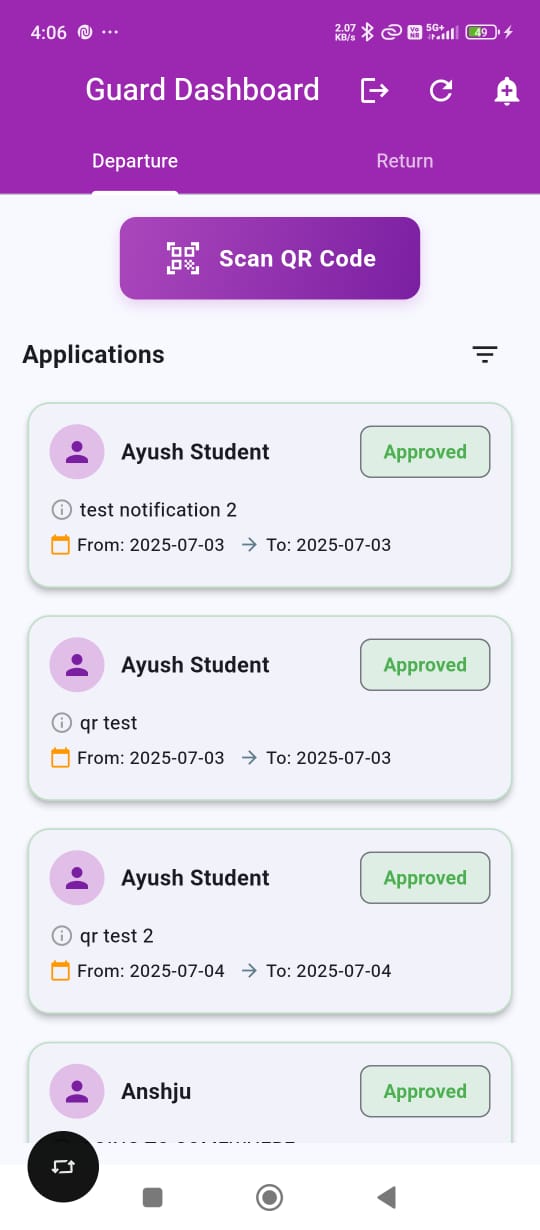 4:06 ... 2.07 KB/s Vo NR 5G+ 49
Guard Dashboard
Departure Return
Scan QR Code
Applications
Ayush Student Approved
test notification 2
From: 2025-07-03 → To: 2025-07-03
Ayush Student Approved
qr test
From: 2025-07-03 → To: 2025-07-03
Ayush Student Approved
qr test 2
From: 2025-07-04 → To: 2025-07-04
Anshju Approved